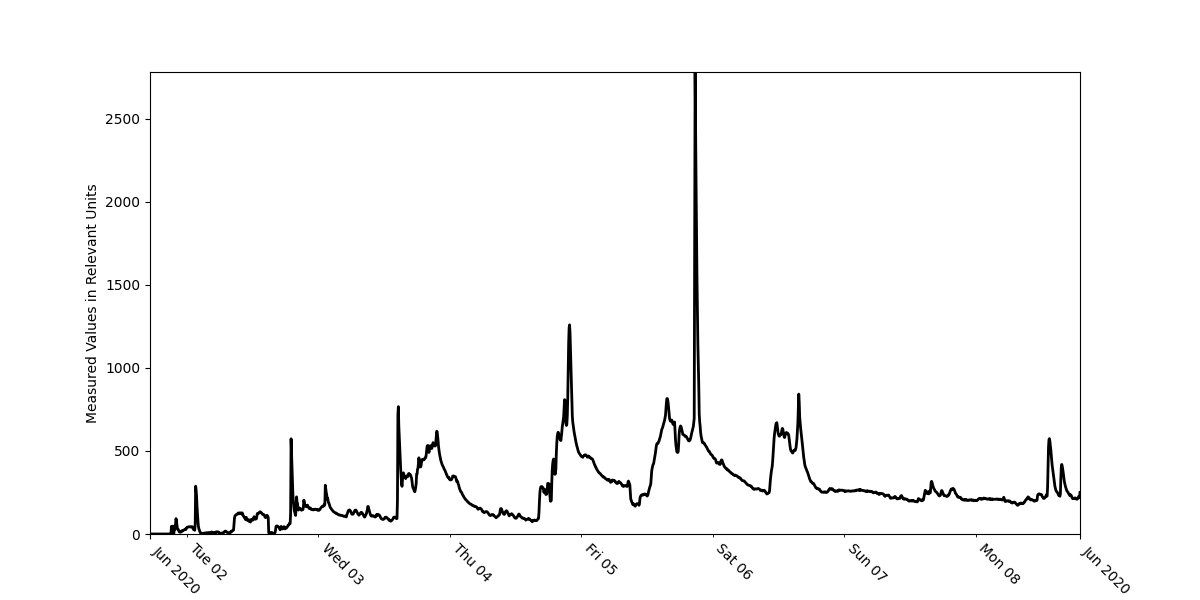 2500
2000
1500
1000
500
0
Measured Values in Relevant Units
Jun 2020
Tue 02
Wed 03
Thu 04
Fri 05
Sat 06
Sun 07
Mon 08
Jun 2020